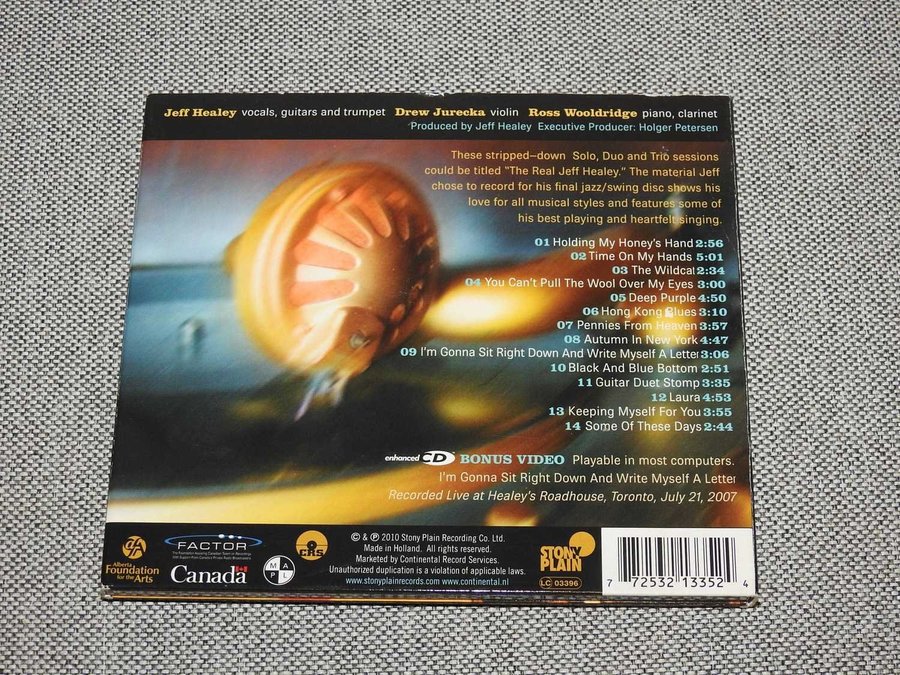 Jeff Healey vocals, guitars and trumpet Drew Jurecka violin Ross Wooldridge piano, clarinet
Produced by Jeff Healey Executive Producer: Holger Petersen
These stripped–down Solo, Duo and Trio sessions
could be titled "The Real Jeff Healey." The material Jeff
chose to record for his final jazz/swing disc shows his
love for all musical styles and features some of
his best playing and heartfelt singing.
01 Holding My Honey's Hand 2:56
02 Time On My Hands 5:01
03 The Wildcat 2:34
04 You Can't Pull The Wool Over My Eyes 3:00
05 Deep Purple 4:50
06 Hong Kong Blues 3:10
07 Pennies From Heaven 3:57
08 Autumn In New York 4:47
09 I'm Gonna Sit Right Down And Write Myself A Letter 3:06
10 Black And Blue Bottom 2:51
11 Guitar Duet Stomp 3:35
12 Laura 4:53
13 Keeping Myself For You 3:55
14 Some Of These Days 2:44
enhanced CD BONUS VIDEO Playable in most computers.
I'm Gonna Sit Right Down And Write Myself A Letter
Recorded Live at Healey's Roadhouse, Toronto, July 21, 2007
Alberta
Foundation
for the Arts
FACTOR
Canada
MAPL
CRS
© & ℗ 2010 Stony Plain Recording Co. Ltd.
Made in Holland. All rights reserved.
Marketed by Continental Record Services.
Unauthorized duplication is a violation of applicable laws.
www.stonyplainrecords.com www.continental.nl
STONY
PLAIN
LC 03396
7 72532 13352 4